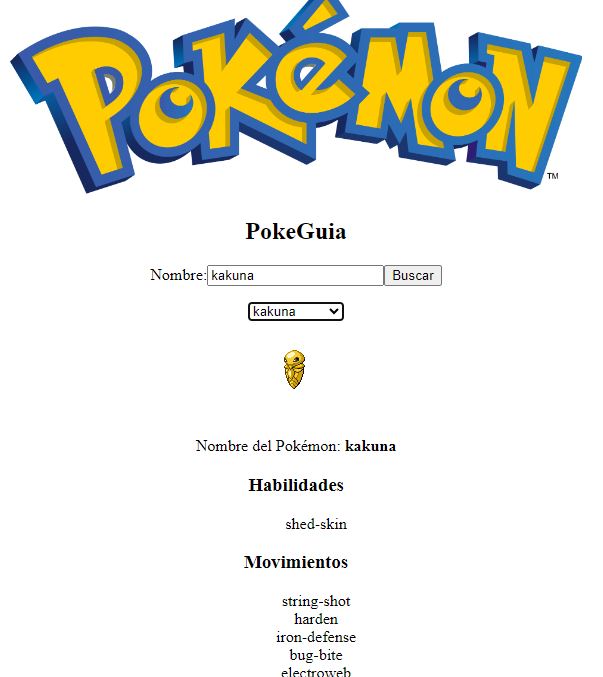 POKéMON
TM
PokeGuia
Nombre: kakuna Buscar
kakuna
Nombre del Pokémon: kakuna
Habilidades
shed-skin
Movimientos
string-shot
harden
iron-defense
bug-bite
electroweb